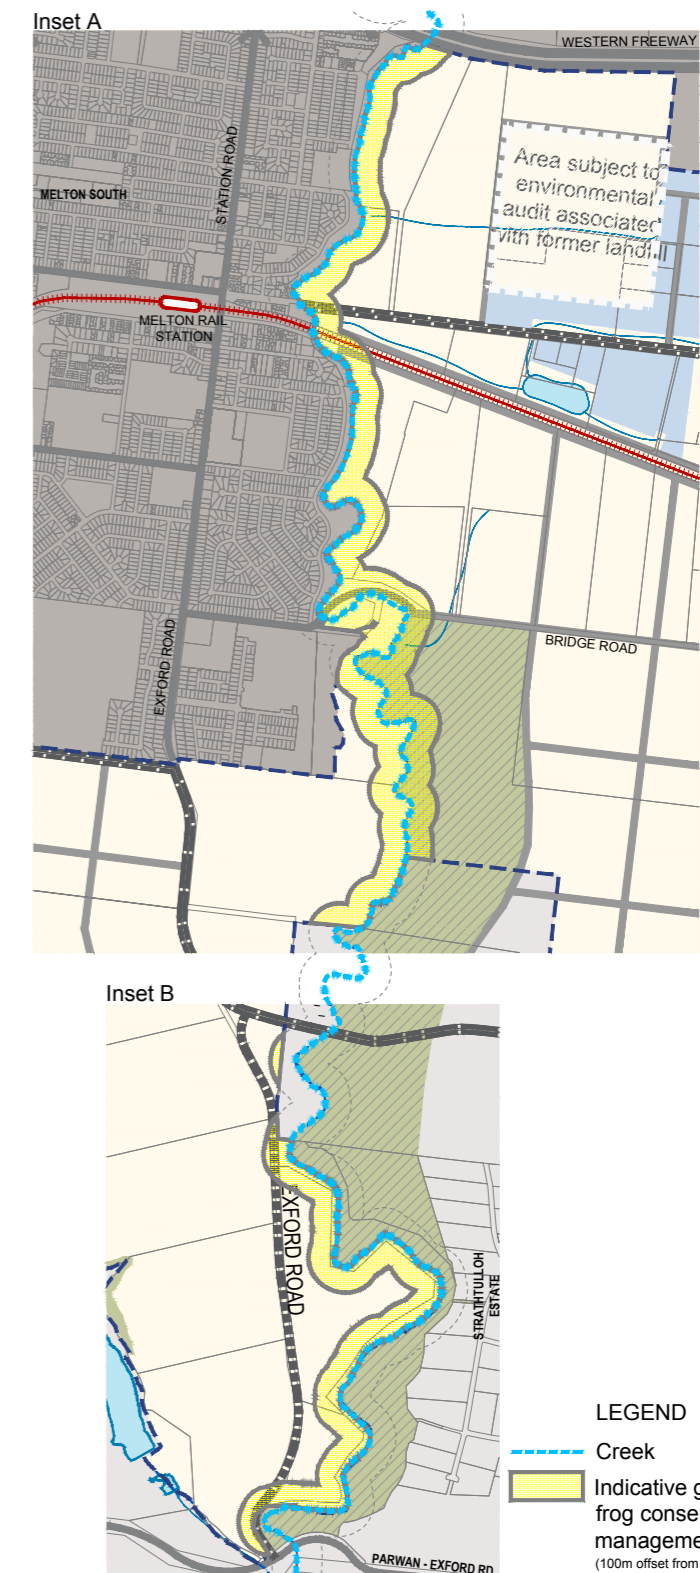 Inset A
WESTERN FREEWAY
STATION ROAD
Area subject to
environmental
audit associated
with former landfill
MELTON SOUTH
MELTON RAIL
STATION
BRIDGE ROAD
EXFORD ROAD
Inset B
EXFORD ROAD
STRATHTULLOH
ESTATE
PARWAN - EXFORD RD
LEGEND
Creek
Indicative g
frog conse
manageme
(100m offset from